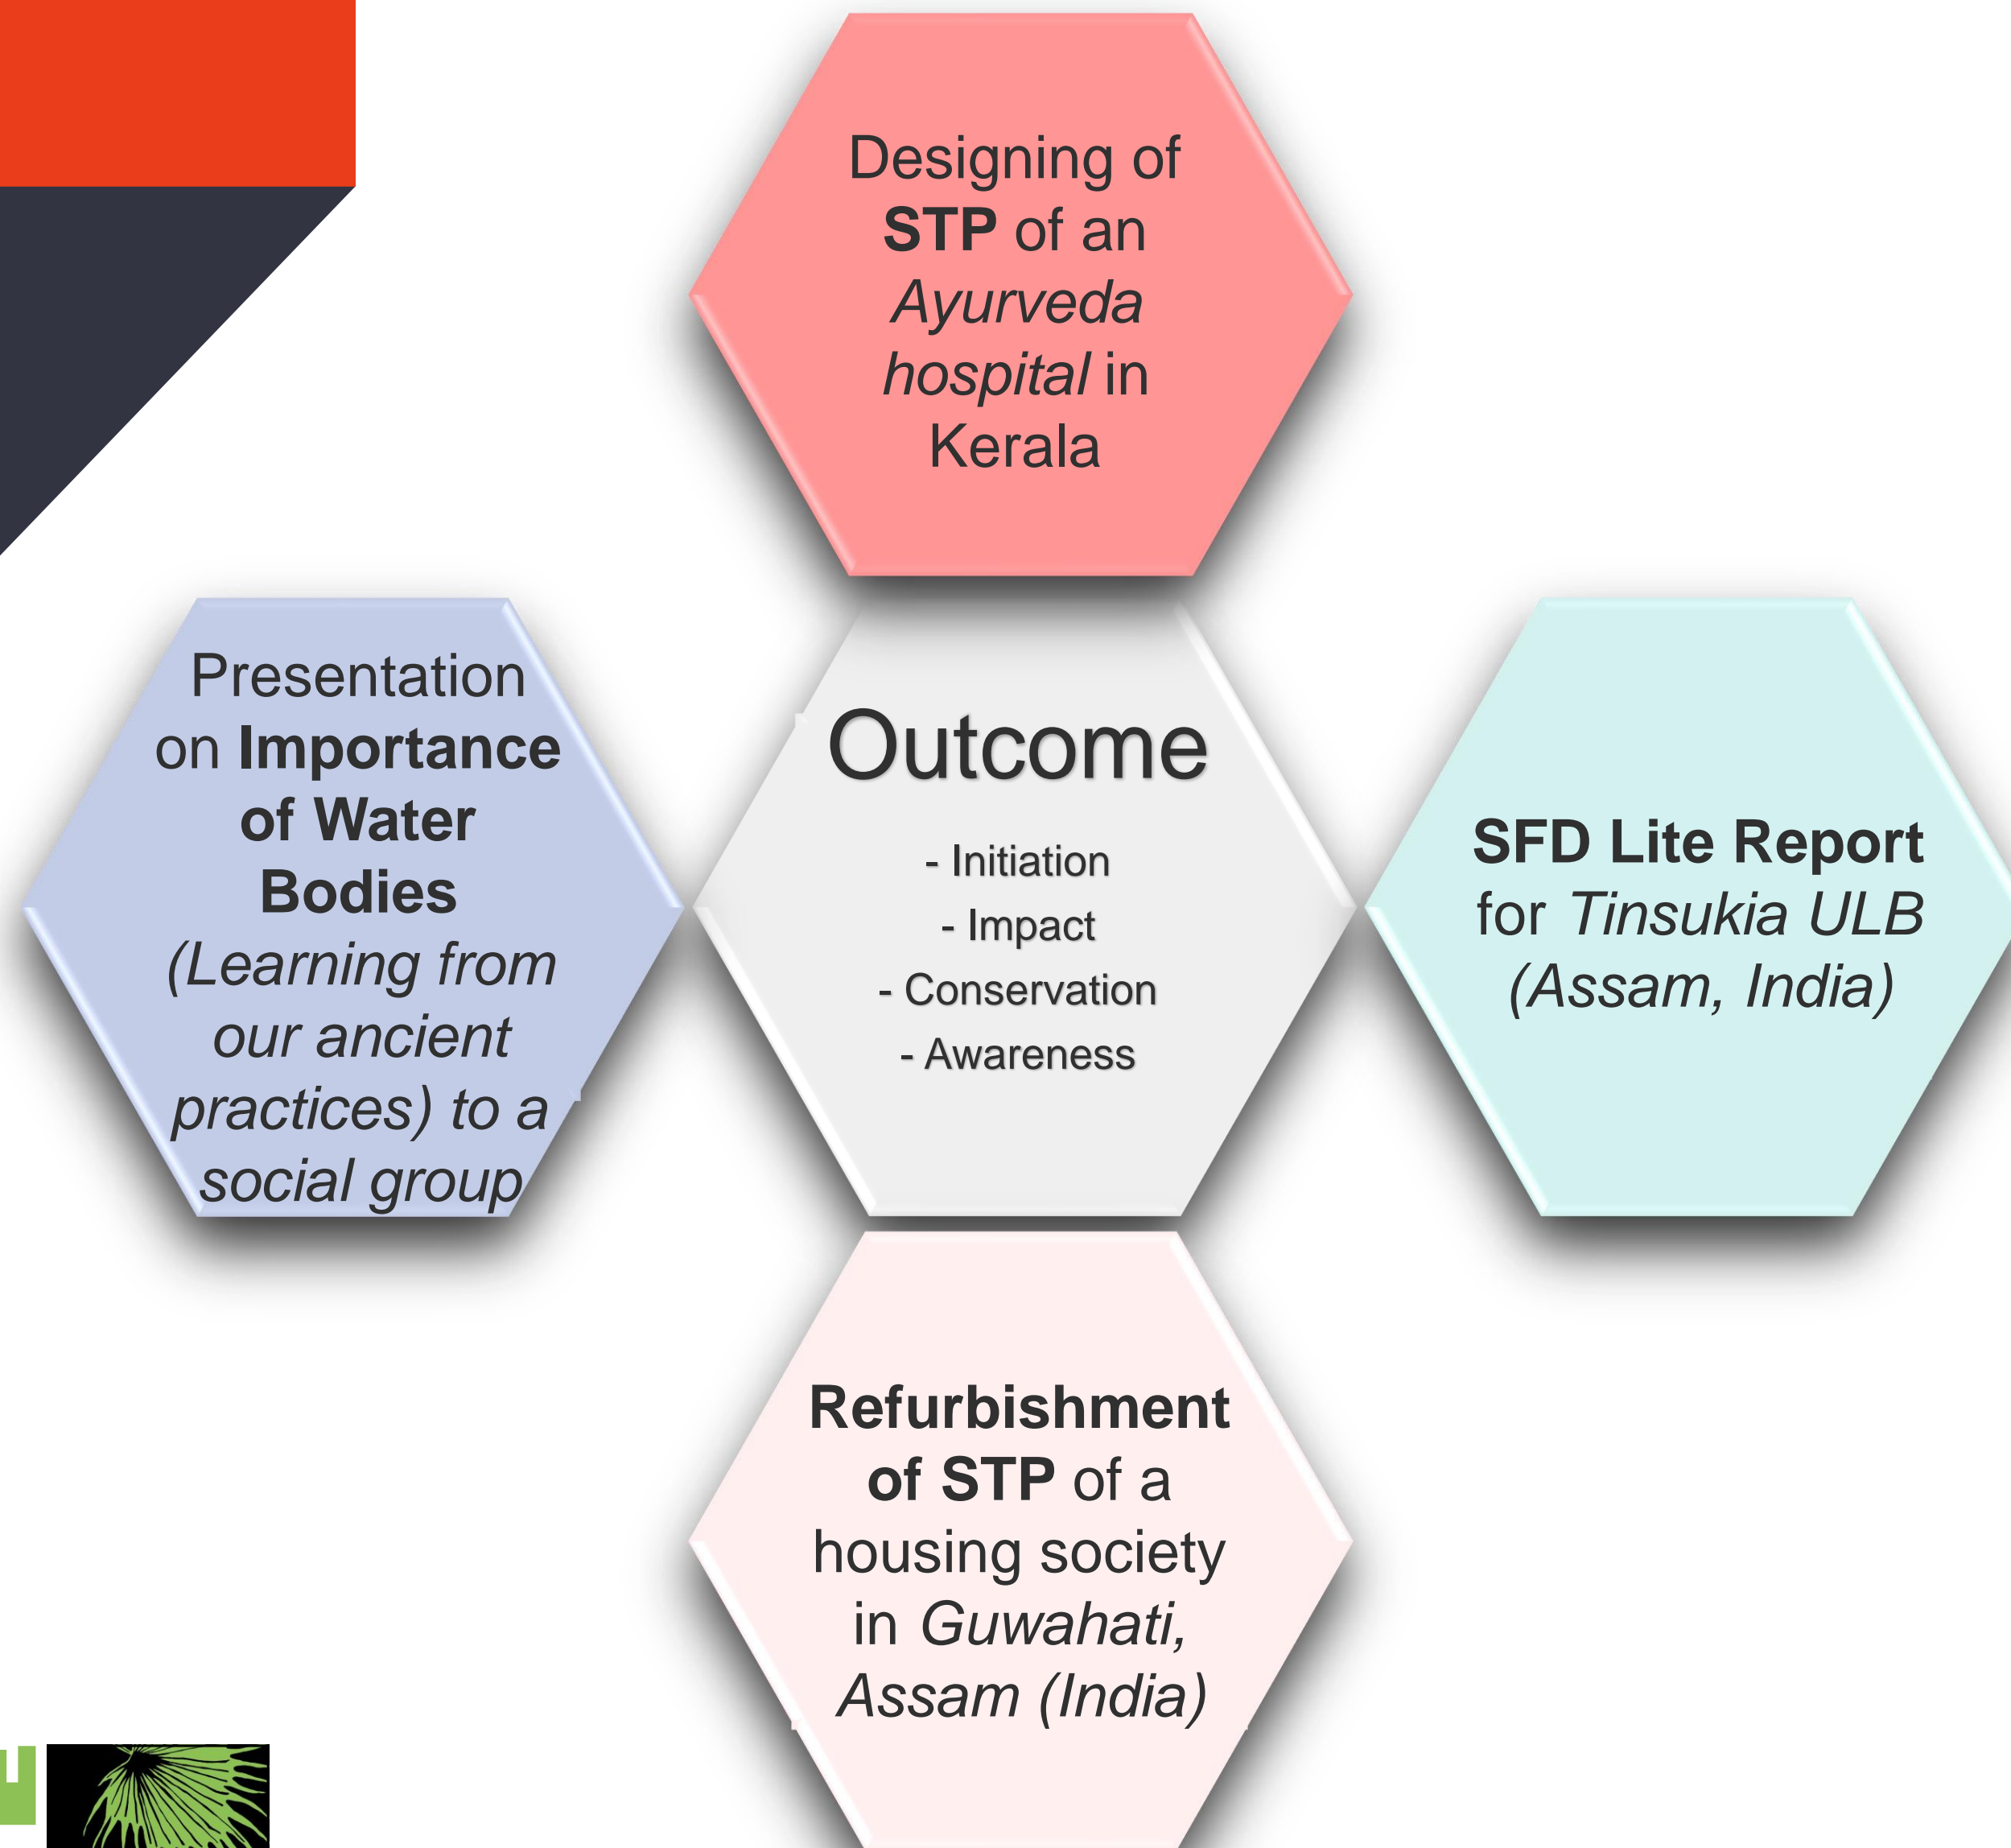 Designing of
STP of an
Ayurveda
hospital in
Kerala
Presentation
on Importance
of Water
Bodies
(Learning from
our ancient
practices) to a
social group
Outcome
- Initiation
- Impact
- Conservation
- Awareness
SFD Lite Report
for Tinsukia ULB
(Assam, India)
Refurbishment
of STP of a
housing society
in Guwahati,
Assam (India)